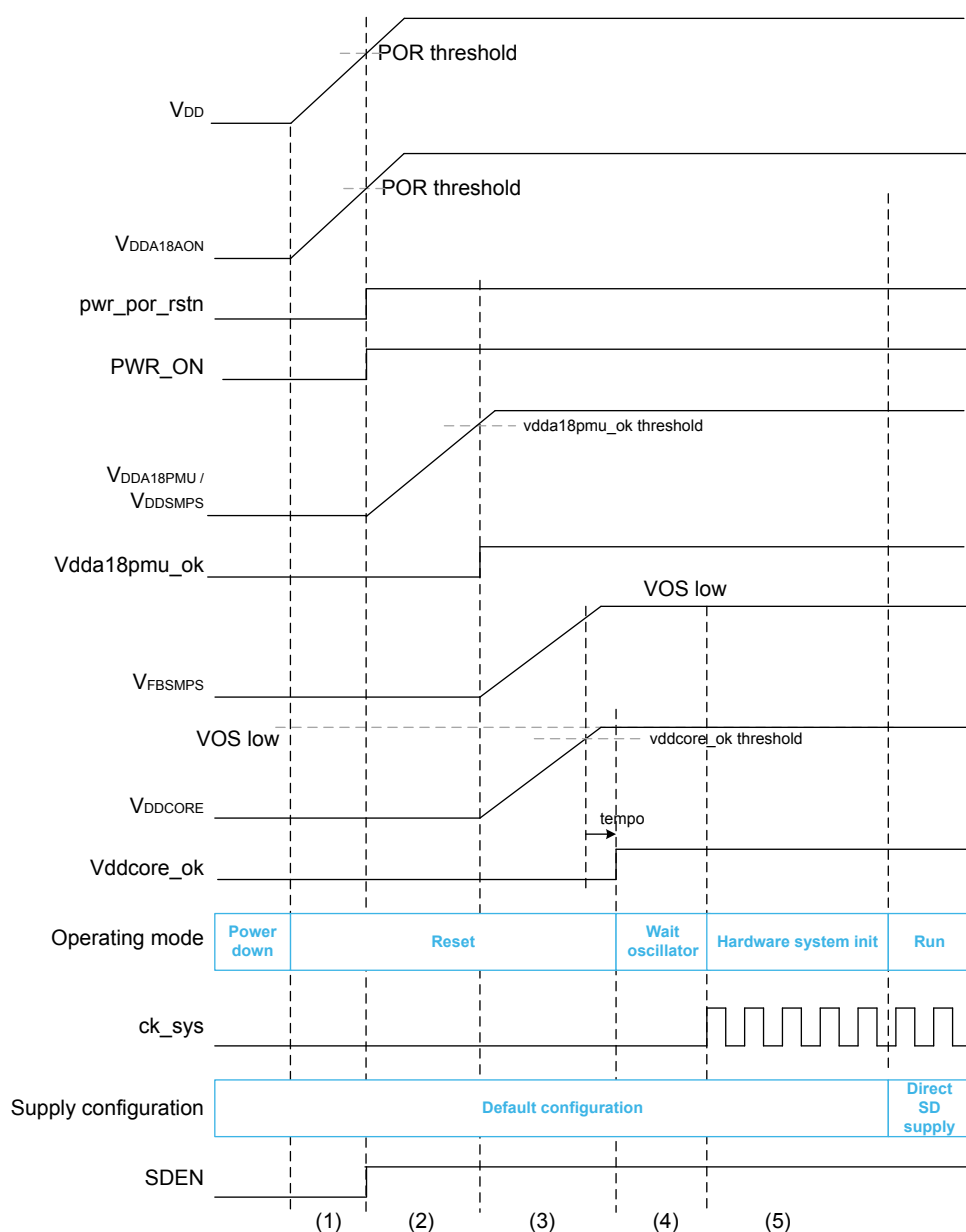 POR threshold
VDD
POR threshold
VDDA18AON
pwr_por_rstn
PWR_ON
vdda18pmu_ok threshold
VDDA18PMU /
VDDSMPS
Vdda18pmu_ok
VOS low
VFBSMPS
VOS low
vddcore_ok threshold
VDDCORE
tempo
Vddcore_ok
Operating mode
Power
down
Reset
Wait
oscillator
Hardware system init
Run
ck_sys
Supply configuration
Default configuration
Direct
SD
supply
SDEN
(1) (2) (3) (4) (5)